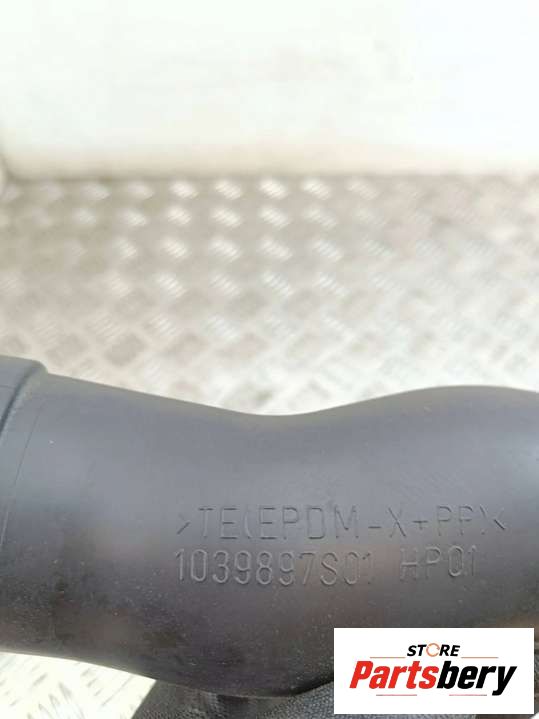 >TE(EPDM-X+PP)<
1039897S01 HP01
STORE
Partsbery